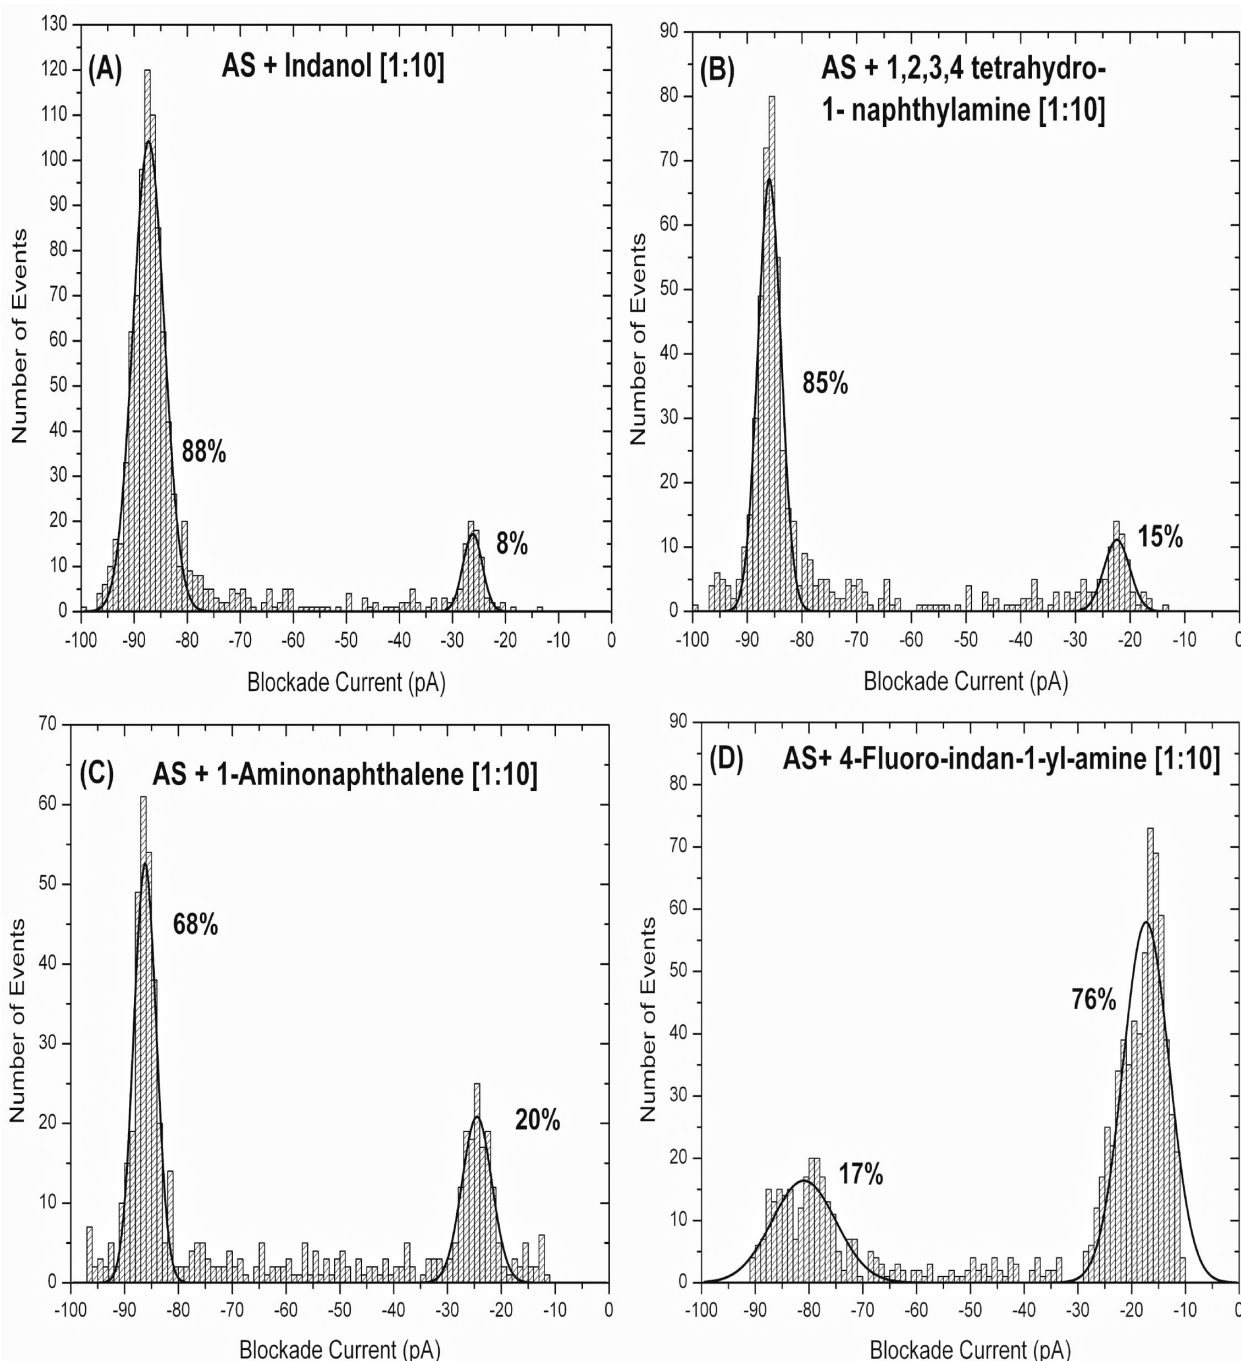 (A) AS + Indanol [1:10]
130
120
110
100
90
80
70
60
50
40
30
20
10
0
Number of Events
88%
8%
-100 -90 -80 -70 -60 -50 -40 -30 -20 -10 0
Blockade Current (pA)
(B) AS + 1,2,3,4 tetrahydro-
1- naphthylamine [1:10]
90
80
70
60
50
40
30
20
10
0
Number of Events
85%
15%
-100 -90 -80 -70 -60 -50 -40 -30 -20 -10 0
Blockade Current (pA)
(C) AS + 1-Aminonaphthalene [1:10]
70
60
50
40
30
20
10
0
Number of Events
68%
20%
-100 -90 -80 -70 -60 -50 -40 -30 -20 -10 0
Blockade Current (pA)
(D) AS+ 4-Fluoro-indan-1-yl-amine [1:10]
90
80
70
60
50
40
30
20
10
0
Number of Events
76%
17%
-100 -90 -80 -70 -60 -50 -40 -30 -20 -10 0
Blockade Current (pA)